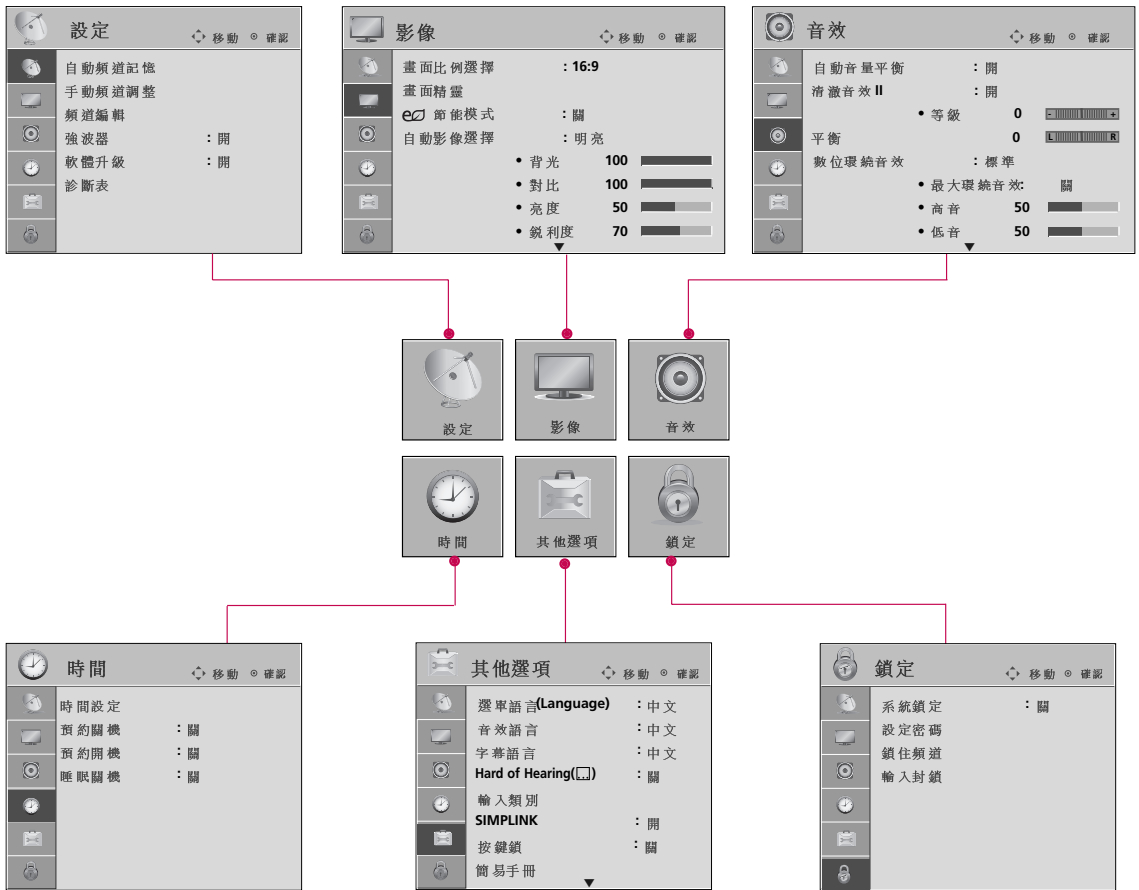 設定 移動 確認
自動頻道記憶
手動頻道調整
頻道編輯
強波器 : 開
軟體升級 : 開
診斷表
影像 移動 確認
畫面比例選擇 : 16:9
畫面精靈
節能模式 : 關
自動影像選擇 : 明亮
• 背光 100
• 對比 100
• 亮度 50
• 銳利度 70
音效 移動 確認
自動音量平衡 : 開
清澈音效 II : 開
• 等級 0 - +
平衡 0 L R
數位環繞音效 : 標準
• 最大環繞音效: 關
• 高音 50
• 低音 50
設定
影像
音效
時間
其他選項
鎖定
時間 移動 確認
時間設定
預約關機 : 關
預約開機 : 關
睡眠關機 : 關
其他選項 移動 確認
選單語言(Language) : 中文
音效語言 : 中文
字幕語言 : 中文
Hard of Hearing( ) : 關
輸入類別
SIMPLINK : 開
按鍵鎖 : 關
簡易手冊
鎖定 移動 確認
系統鎖定 : 關
設定密碼
鎖住頻道
輸入封鎖